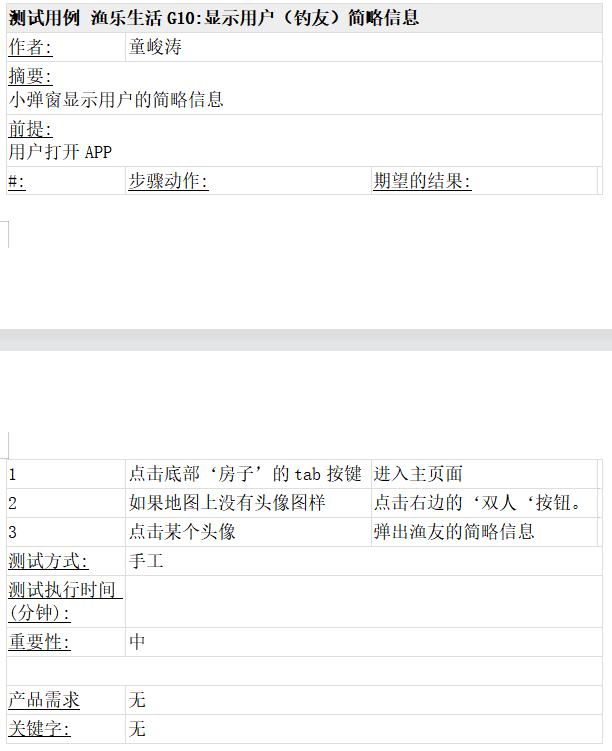 测试用例 渔乐生活 G10:显示用户（钓友）简略信息
作者: 童峻涛
摘要:
小弹窗显示用户的简略信息
前提:
用户打开 APP
#: 步骤动作: 期望的结果:
1 点击底部‘房子’的 tab 按键 进入主页面
2 如果地图上没有头像图样 点击右边的‘双人‘按钮。
3 点击某个头像 弹出渔友的简略信息
测试方式: 手工
测试执行时间
(分钟):
重要性: 中
产品需求 无
关键字: 无